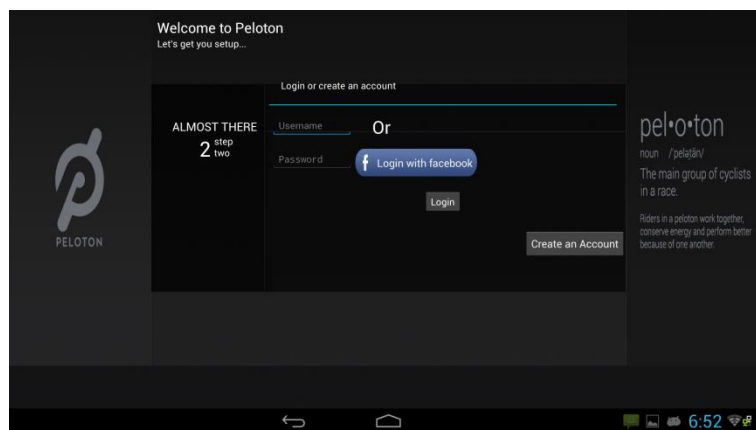 Welcome to Peloton
Let's get you setup...
Login or create an account
ALMOST THERE
2 step two
Username
Or
Password
f Login with facebook
Login
Create an Account
PELOTON
pel•o•ton
noun /'pelətän/
The main group of cyclists
in a race.
Riders in a peloton work together,
conserve energy and perform better
because of one another.
6:52